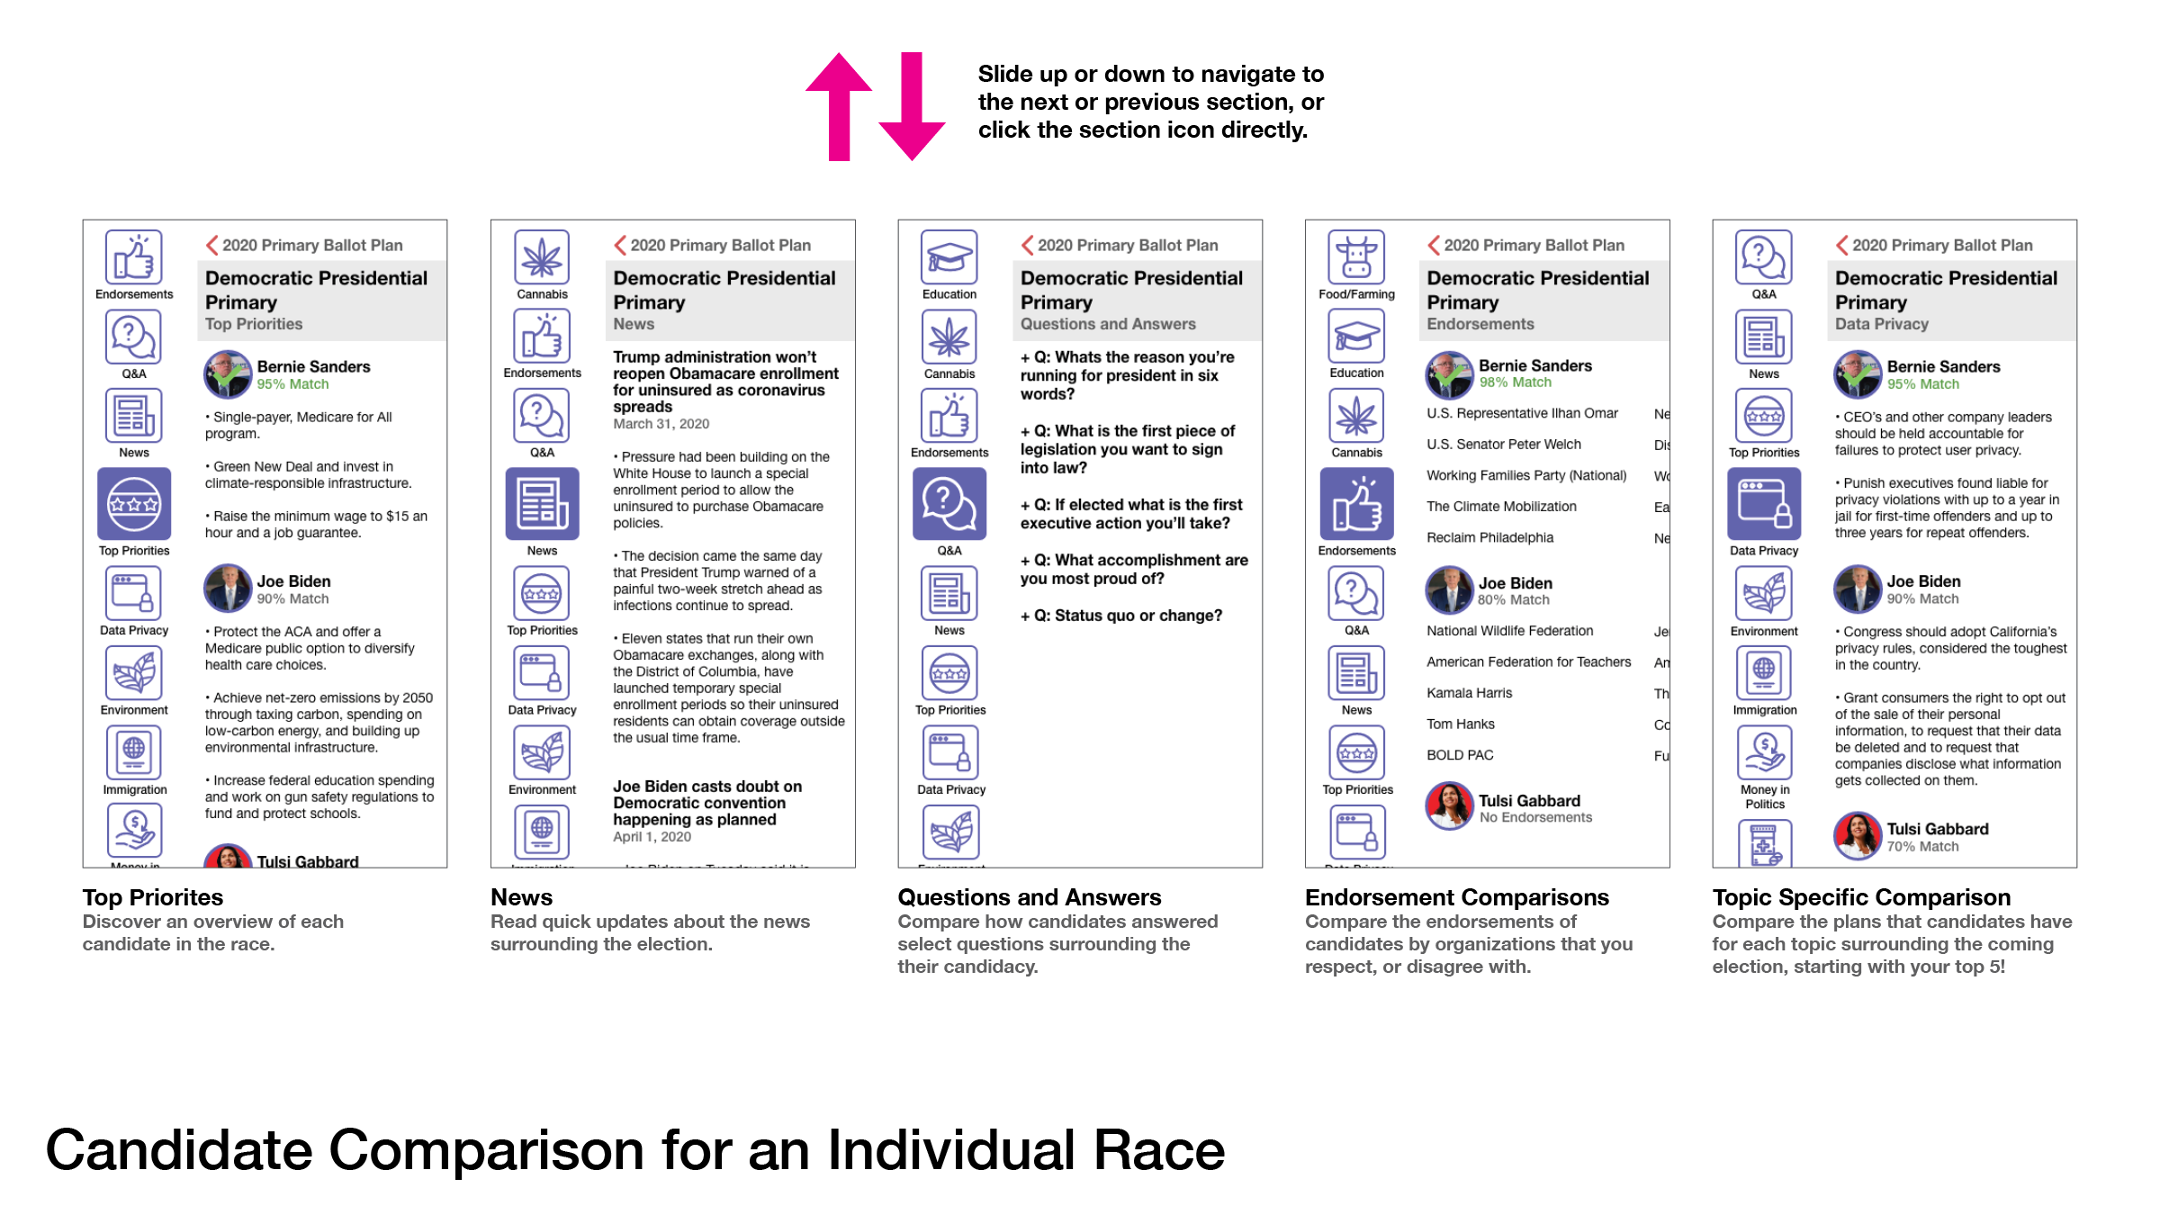 Slide up or down to navigate to
the next or previous section, or
click the section icon directly.
Endorsements
Q&A
News
Top Priorities
Data Privacy
Environment
Immigration
Money in
2020 Primary Ballot Plan
Democratic Presidential
Primary
Top Priorities
Bernie Sanders
95% Match
• Single-payer, Medicare for All
program.
• Green New Deal and invest in
climate-responsible infrastructure.
• Raise the minimum wage to $15 an
hour and a job guarantee.
Joe Biden
90% Match
• Protect the ACA and offer a
Medicare public option to diversify
health care choices.
• Achieve net-zero emissions by 2050
through taxing carbon, spending on
low-carbon energy, and building up
environmental infrastructure.
• Increase federal education spending
and work on gun safety regulations to
fund and protect schools.
Tulsi Gabbard
Top Priorites
Discover an overview of each
candidate in the race.
Cannabis
Endorsements
Q&A
News
Top Priorities
Data Privacy
Environment
Immigration
2020 Primary Ballot Plan
Democratic Presidential
Primary
News
Trump administration won't
reopen Obamacare enrollment
for uninsured as coronavirus
spreads
March 31, 2020
• Pressure had been building on the
White House to launch a special
enrollment period to allow the
uninsured to purchase Obamacare
policies.
• The decision came the same day
that President Trump warned of a
painful two-week stretch ahead as
infections continue to spread.
• Eleven states that run their own
Obamacare exchanges, along with
the District of Columbia, have
launched temporary special
enrollment periods so their uninsured
residents can obtain coverage outside
the usual time frame.
Joe Biden casts doubt on
Democratic convention
happening as planned
April 1, 2020
News
Read quick updates about the news
surrounding the election.
Education
Cannabis
Endorsements
Q&A
News
Top Priorities
Data Privacy
Environment
2020 Primary Ballot Plan
Democratic Presidential
Primary
Questions and Answers
+ Q: Whats the reason you're
running for president in six
words?
+ Q: What is the first piece of
legislation you want to sign
into law?
+ Q: If elected what is the first
executive action you'll take?
+ Q: What accomplishment are
you most proud of?
+ Q: Status quo or change?
Questions and Answers
Compare how candidates answered
select questions surrounding the
their candidacy.
Food/Farming
Education
Cannabis
Endorsements
Q&A
News
Top Priorities
Data Privacy
2020 Primary Ballot Plan
Democratic Presidential
Primary
Endorsements
Bernie Sanders
98% Match
U.S. Representative Ilhan Omar Ne
U.S. Senator Peter Welch Dis
Working Families Party (National) Wo
The Climate Mobilization Ea
Reclaim Philadelphia Ne
Joe Biden
80% Match
National Wildlife Federation Je
American Federation for Teachers Am
Kamala Harris Th
Tom Hanks Co
BOLD PAC Fu
Tulsi Gabbard
No Endorsements
Endorsement Comparisons
Compare the endorsements of
candidates by organizations that you
respect, or disagree with.
Q&A
News
Top Priorities
Data Privacy
Environment
Immigration
Money in
Politics
2020 Primary Ballot Plan
Democratic Presidential
Primary
Data Privacy
Bernie Sanders
95% Match
• CEO's and other company leaders
should be held accountable for
failures to protect user privacy.
• Punish executives found liable for
privacy violations with up to a year in
jail for first-time offenders and up to
three years for repeat offenders.
Joe Biden
90% Match
• Congress should adopt California's
privacy rules, considered the toughest
in the country.
• Grant consumers the right to opt out
of the sale of their personal
information, to request that their data
be deleted and to request that
companies disclose what information
gets collected on them.
Tulsi Gabbard
70% Match
Topic Specific Comparison
Compare the plans that candidates have
for each topic surrounding the coming
election, starting with your top 5!
Candidate Comparison for an Individual Race